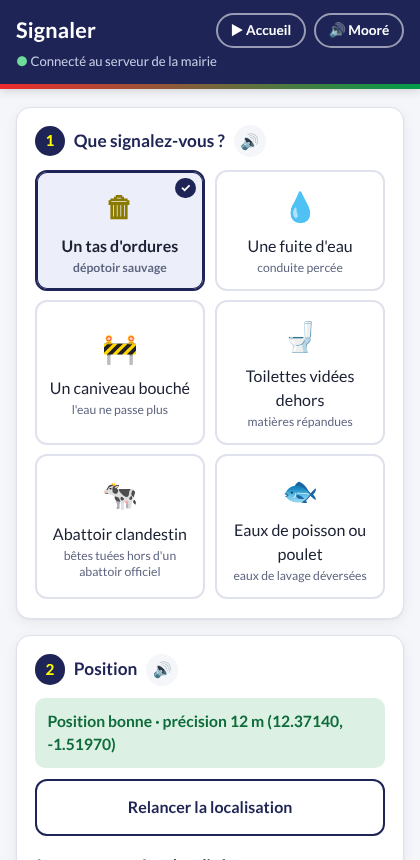 Signaler
▶ Accueil
🔊 Mooré
Connecté au serveur de la mairie
1 Que signalez-vous ? 🔊
Un tas d'ordures
dépotoir sauvage
Une fuite d'eau
conduite percée
Un caniveau bouché
l'eau ne passe plus
Toilettes vidées
dehors
matières répandues
Abattoir clandestin
bêtes tuées hors d'un
abattoir officiel
Eaux de poisson ou
poulet
eaux de lavage déversées
2 Position 🔊
Position bonne · précision 12 m (12.37140,
-1.51970)
Relancer la localisation